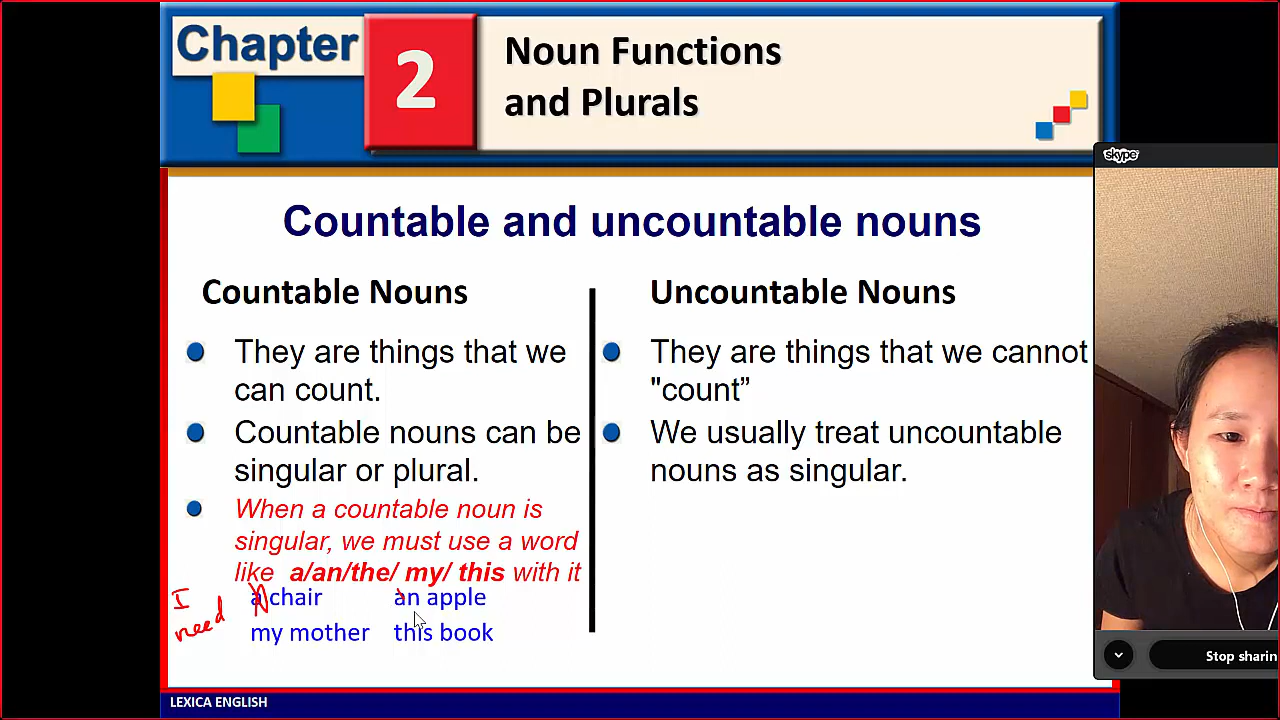 Chapter
2
Noun Functions
and Plurals
skype
Countable and uncountable nouns
Countable Nouns
They are things that we
can count.
Countable nouns can be
singular or plural.
When a countable noun is
singular, we must use a word
like a/an/the/ my/ this with it
I need
a chair
an apple
my mother
this book
Uncountable Nouns
They are things that we cannot
"count”
We usually treat uncountable
nouns as singular.
Stop sharin
LEXICA ENGLISH